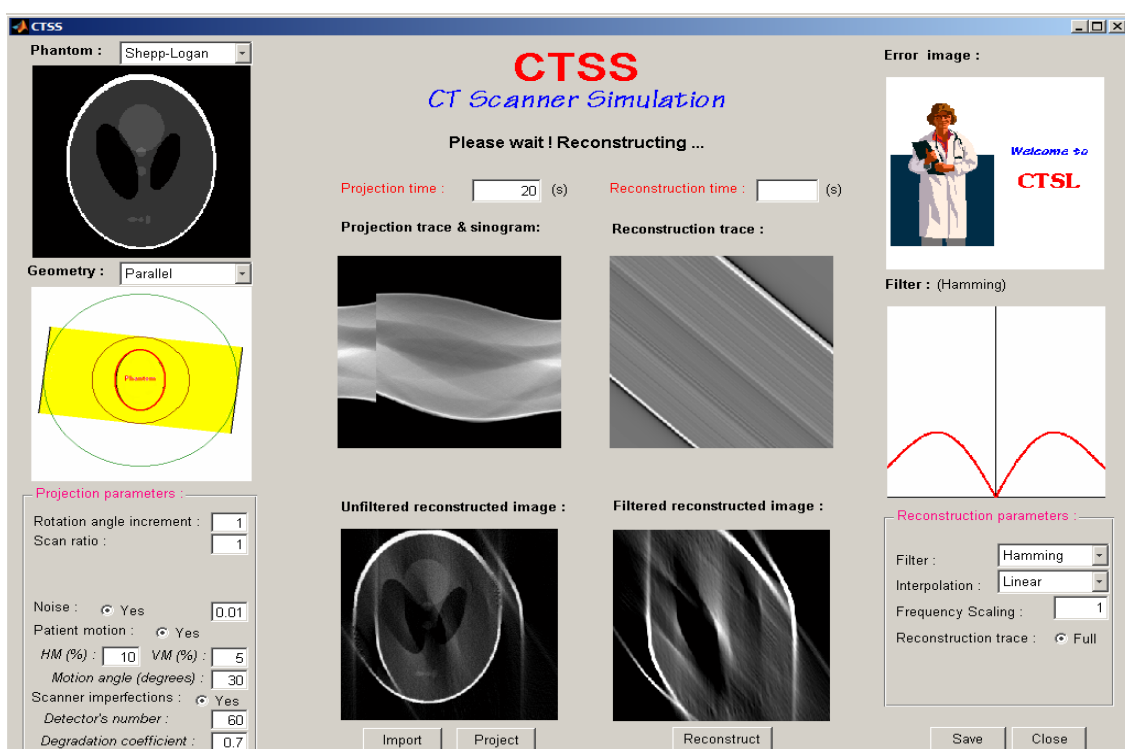 CTSS
Phantom :
Shepp-Logan
CTSS
CT Scanner Simulation
Please wait ! Reconstructing ...
Projection time :
20
(s)
Reconstruction time :
(s)
Projection trace & sinogram:
Reconstruction trace :
Error image :
Welcome to
CTSL
Geometry :
Parallel
Phantom
Filter : (Hamming)
Projection parameters :
Rotation angle increment :
1
Scan ratio :
1
Noise :
Yes
0.01
Patient motion :
Yes
HM (%) :
10
VM (%) :
5
Motion angle (degrees) :
30
Scanner imperfections :
Yes
Detector's number :
60
Degradation coefficient :
0.7
Unfiltered reconstructed image :
Filtered reconstructed image :
Import
Project
Reconstruct
Reconstruction parameters :
Filter :
Hamming
Interpolation :
Linear
Frequency Scaling :
1
Reconstruction trace :
Full
Save
Close